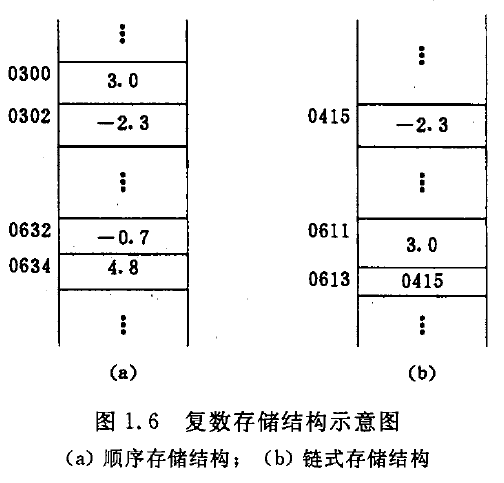 0300 3.0
0302 -2.3
0632 -0.7
0634 4.8
(a)
0415 -2.3
0611 3.0
0613 0415
(b)
图 1.6 复数存储结构示意图
(a) 顺序存储结构; (b) 链式存储结构